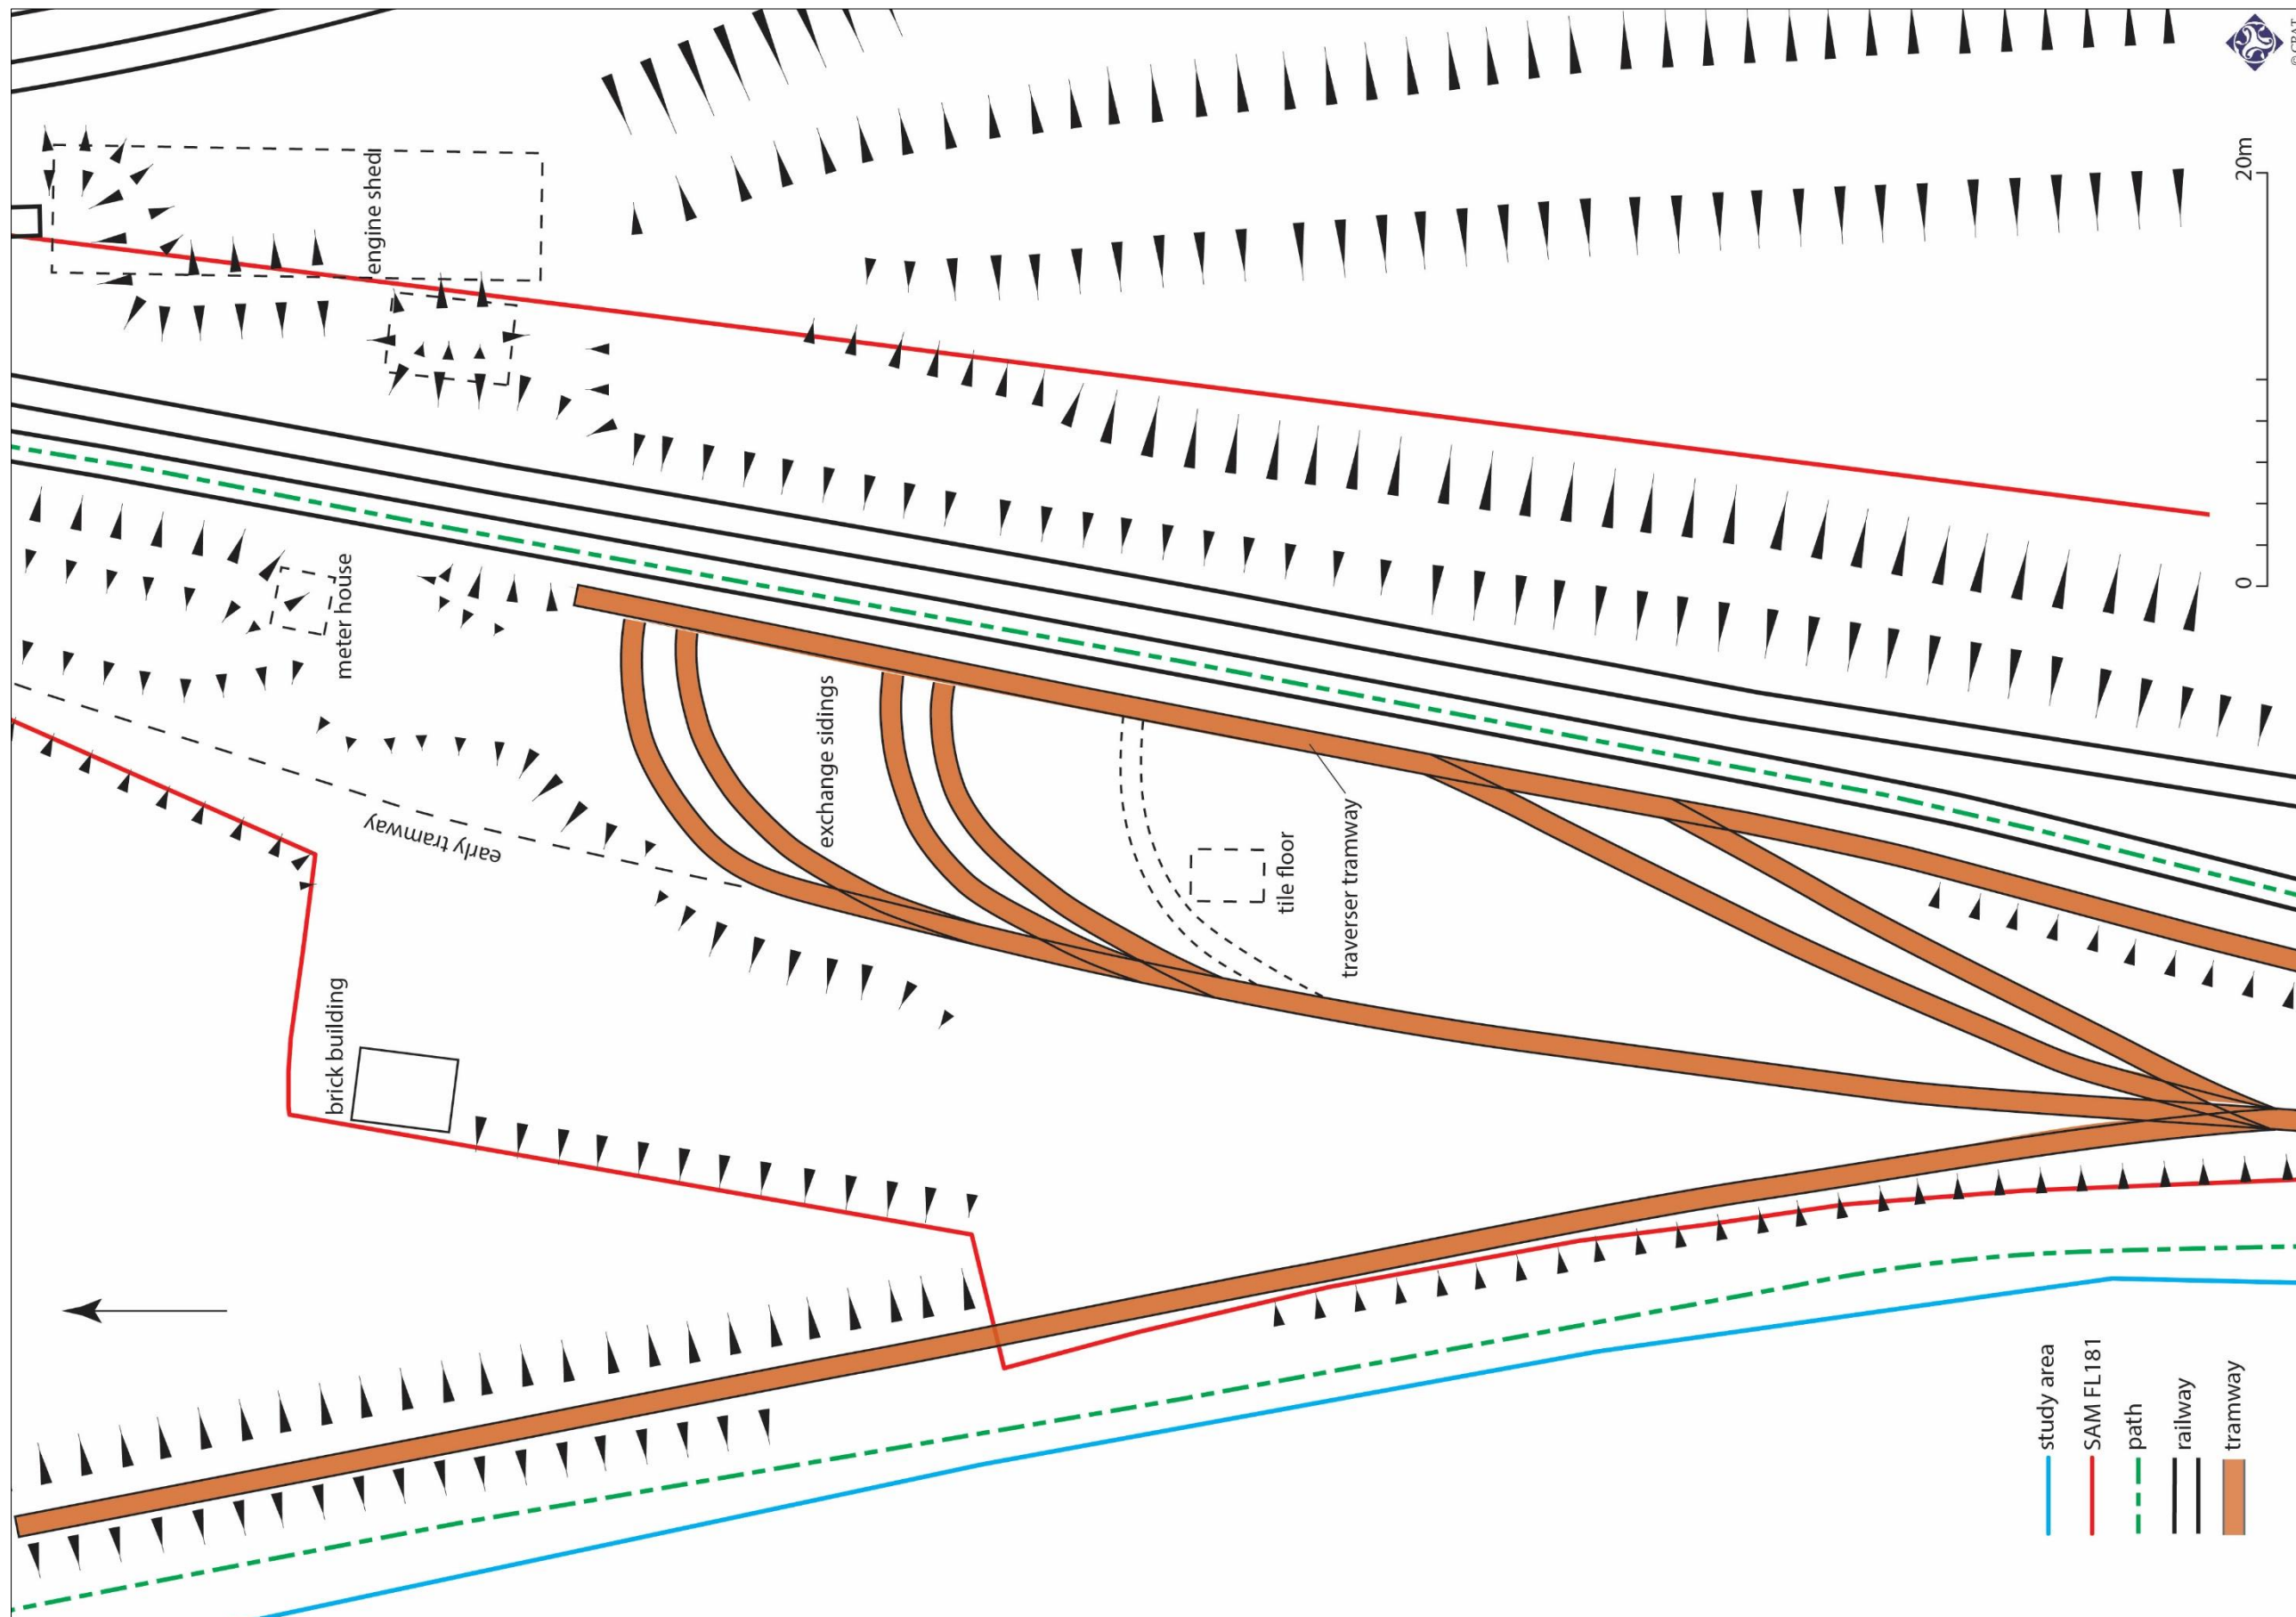 engine shed
meter house
early tramway
exchange sidings
tile floor
traverser tramway
brick building
0
20m
study area
SAM FL181
path
railway
tramway